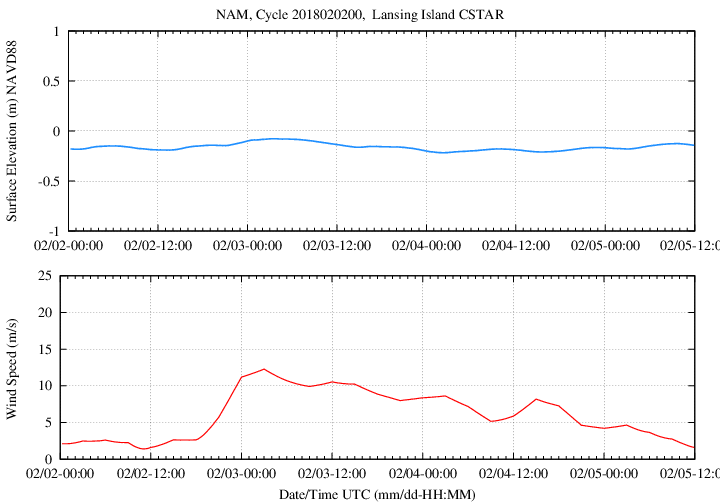 NAM, Cycle 2018020200,  Lansing Island CSTAR
Surface Elevation (m) NAVD88
1
0.5
0
-0.5
-1
02/02-00:00 02/02-12:00 02/03-00:00 02/03-12:00 02/04-00:00 02/04-12:00 02/05-00:00 02/05-12:0
Wind Speed (m/s)
25
20
15
10
5
0
02/02-00:00 02/02-12:00 02/03-00:00 02/03-12:00 02/04-00:00 02/04-12:00 02/05-00:00 02/05-12:0
Date/Time UTC (mm/dd-HH:MM)